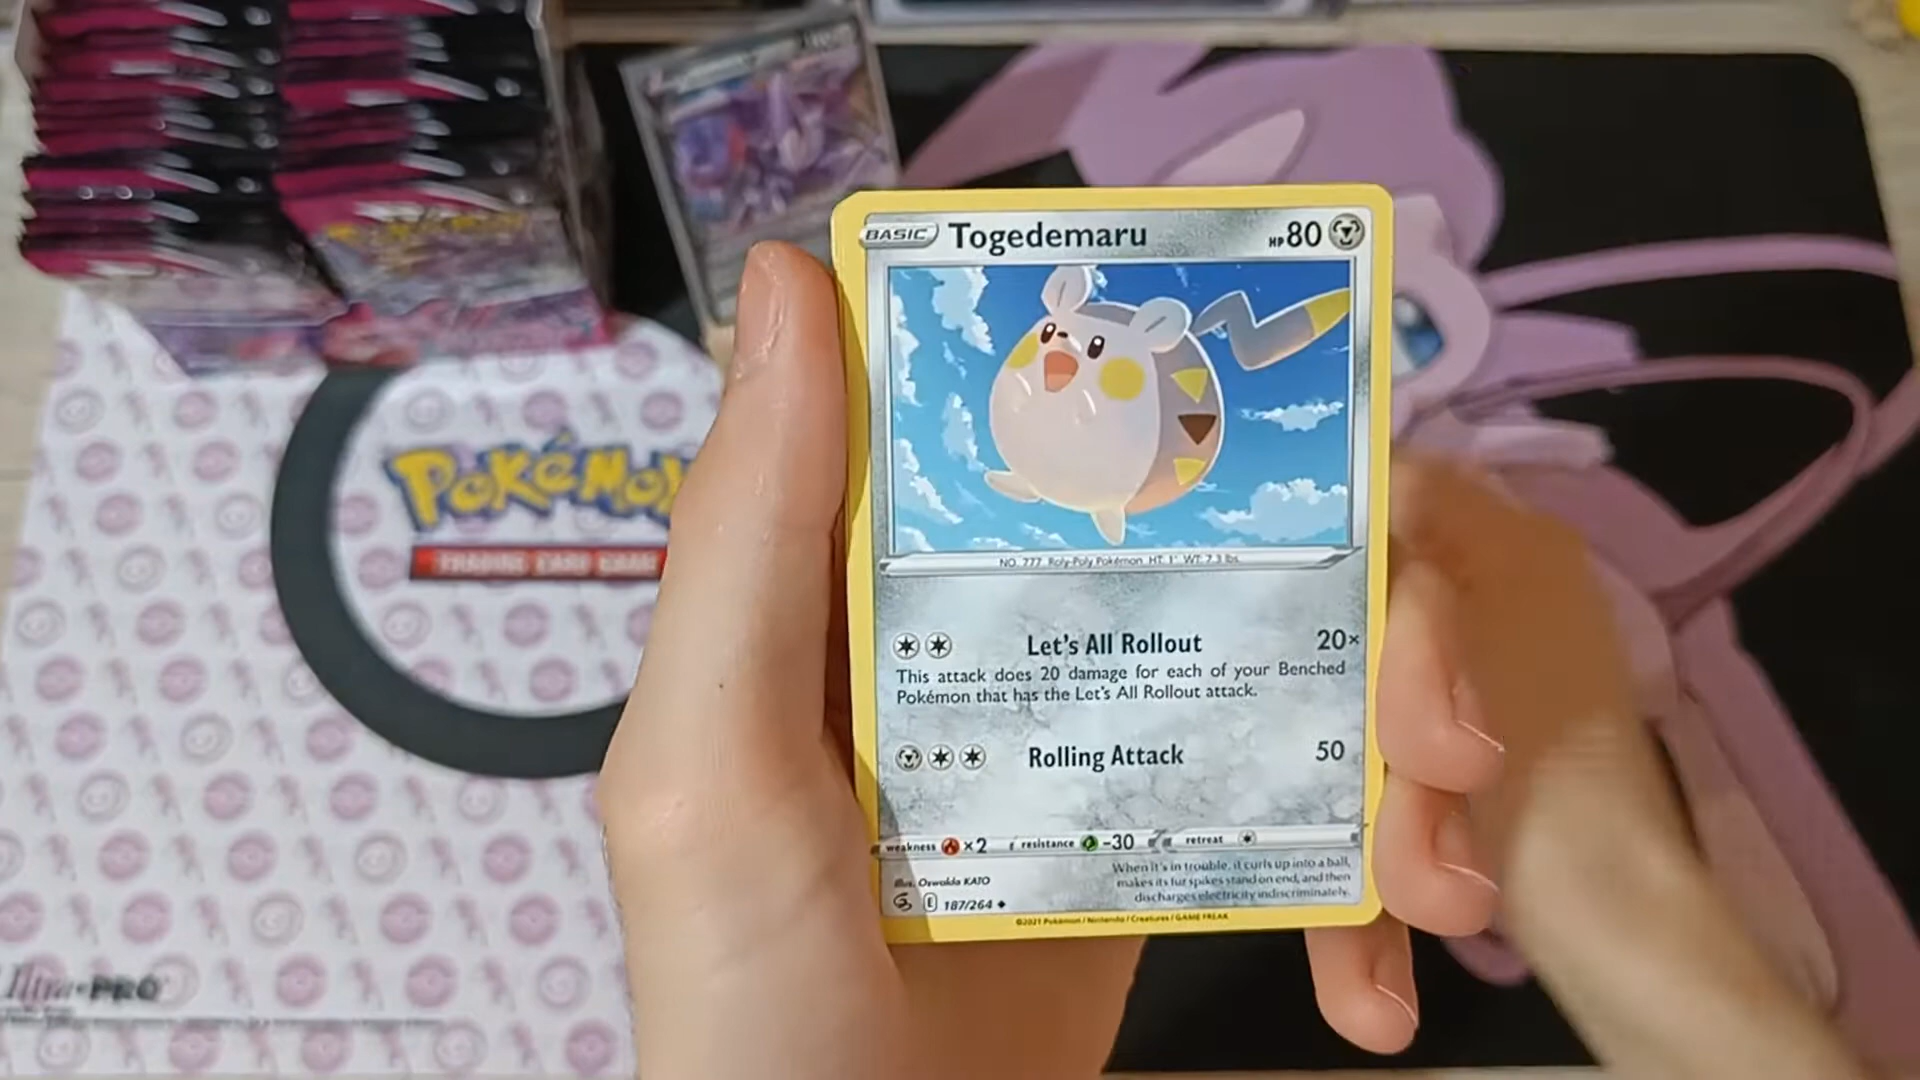 Pokémon
BASIC Togedemaru HP 80
POKéMON
TRADING CARD GAME
NO. 777 Roly-Poly Pokémon HT: 1' WT: 7.3 lbs.
Let's All Rollout 20×
This attack does 20 damage for each of your Benched
Pokémon that has the Let's All Rollout attack.
Rolling Attack 50
weakness ×2 resistance -30 retreat
When it's in trouble, it curls up into a ball,
makes its fur spikes stand on end, and then
discharges electricity indiscriminately.
Illus. Oswaldo KATO
E 187/264
©2021 Pokémon / Nintendo / Creatures / GAME FREAK
Ultra•PRO